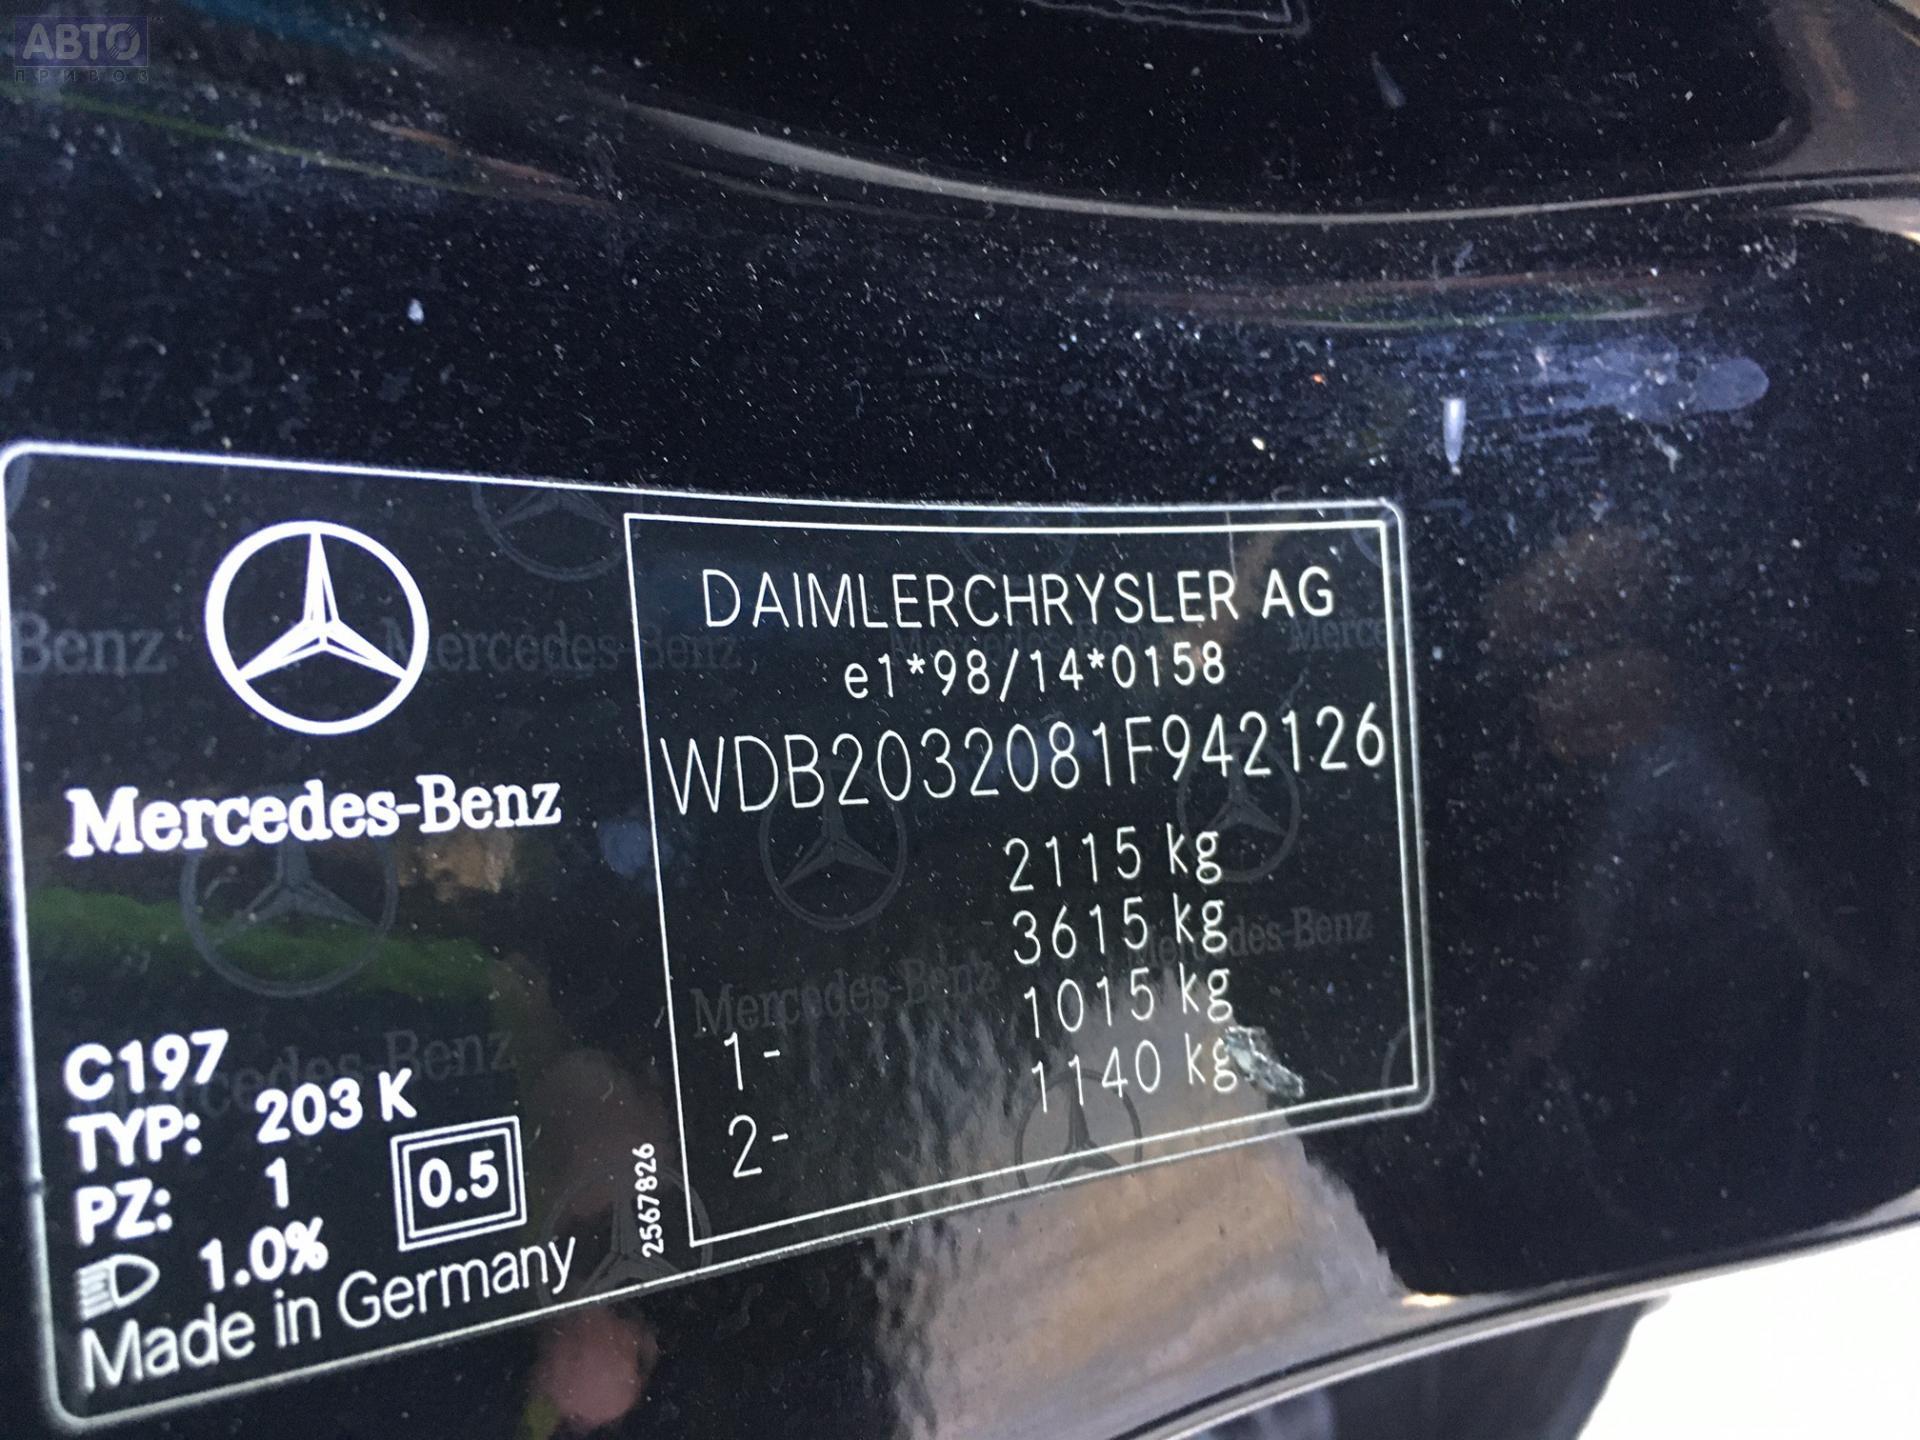 АВТО
ПРИВОЗ
Mercedes-Benz
C197
TYP: 203 K
PZ: 1
0.5
1.0%
Made in Germany
2567826
DAIMLERCHRYSLER AG
e1*98/14*0158
WDB2032081F942126
2115 kg
3615 kg
1- 1015 kg
2- 1140 kg